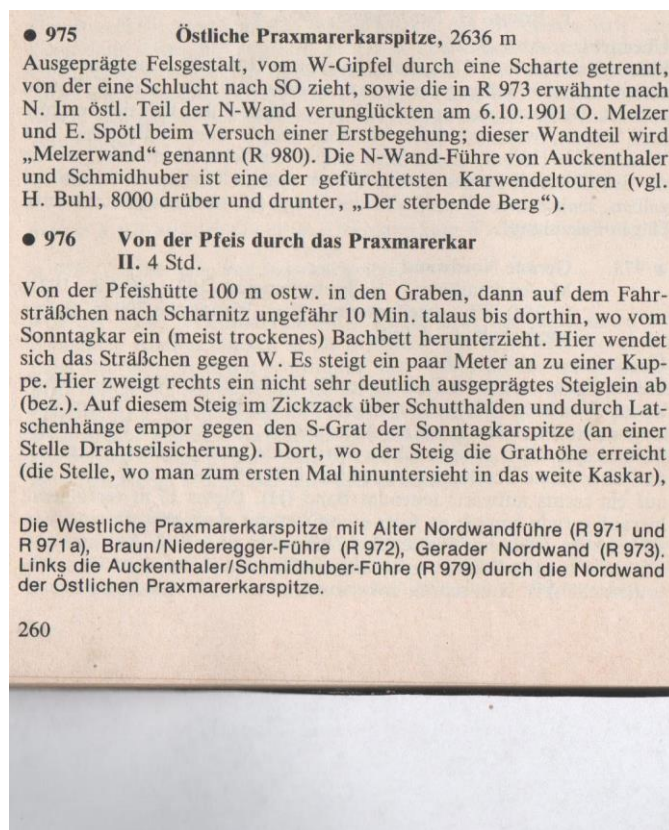 ● 975 Östliche Praxmarerkarspitze, 2636 m
Ausgeprägte Felsgestalt, vom W-Gipfel durch eine Scharte getrennt,
von der eine Schlucht nach SO zieht, sowie die in R 973 erwähnte nach
N. Im östl. Teil der N-Wand verunglückten am 6.10.1901 O. Melzer
und E. Spötl beim Versuch einer Erstbegehung; dieser Wandteil wird
„Melzerwand“ genannt (R 980). Die N-Wand-Führe von Auckenthaler
und Schmidhuber ist eine der gefürchtetsten Karwendeltouren (vgl.
H. Buhl, 8000 drüber und drunter, „Der sterbende Berg“).
● 976 Von der Pfeis durch das Praxmarerkar
II. 4 Std.
Von der Pfeishütte 100 m ostw. in den Graben, dann auf dem Fahr-
sträßchen nach Scharnitz ungefähr 10 Min. talaus bis dorthin, wo vom
Sonntagkar ein (meist trockenes) Bachbett herunterzieht. Hier wendet
sich das Sträßchen gegen W. Es steigt ein paar Meter an zu einer Kup-
pe. Hier zweigt rechts ein nicht sehr deutlich ausgeprägtes Steiglein ab
(bez.). Auf diesem Steig im Zickzack über Schutthalden und durch Lat-
schenhänge empor gegen den S-Grat der Sonntagkarspitze (an einer
Stelle Drahtseilsicherung). Dort, wo der Steig die Grathöhe erreicht
(die Stelle, wo man zum ersten Mal hinuntersieht in das weite Kaskar),
Die Westliche Praxmarerkarspitze mit Alter Nordwandführe (R 971 und
R 971a), Braun/Niederegger-Führe (R 972), Gerader Nordwand (R 973).
Links die Auckenthaler/Schmidhuber-Führe (R 979) durch die Nordwand
der Östlichen Praxmarerkarspitze.
260